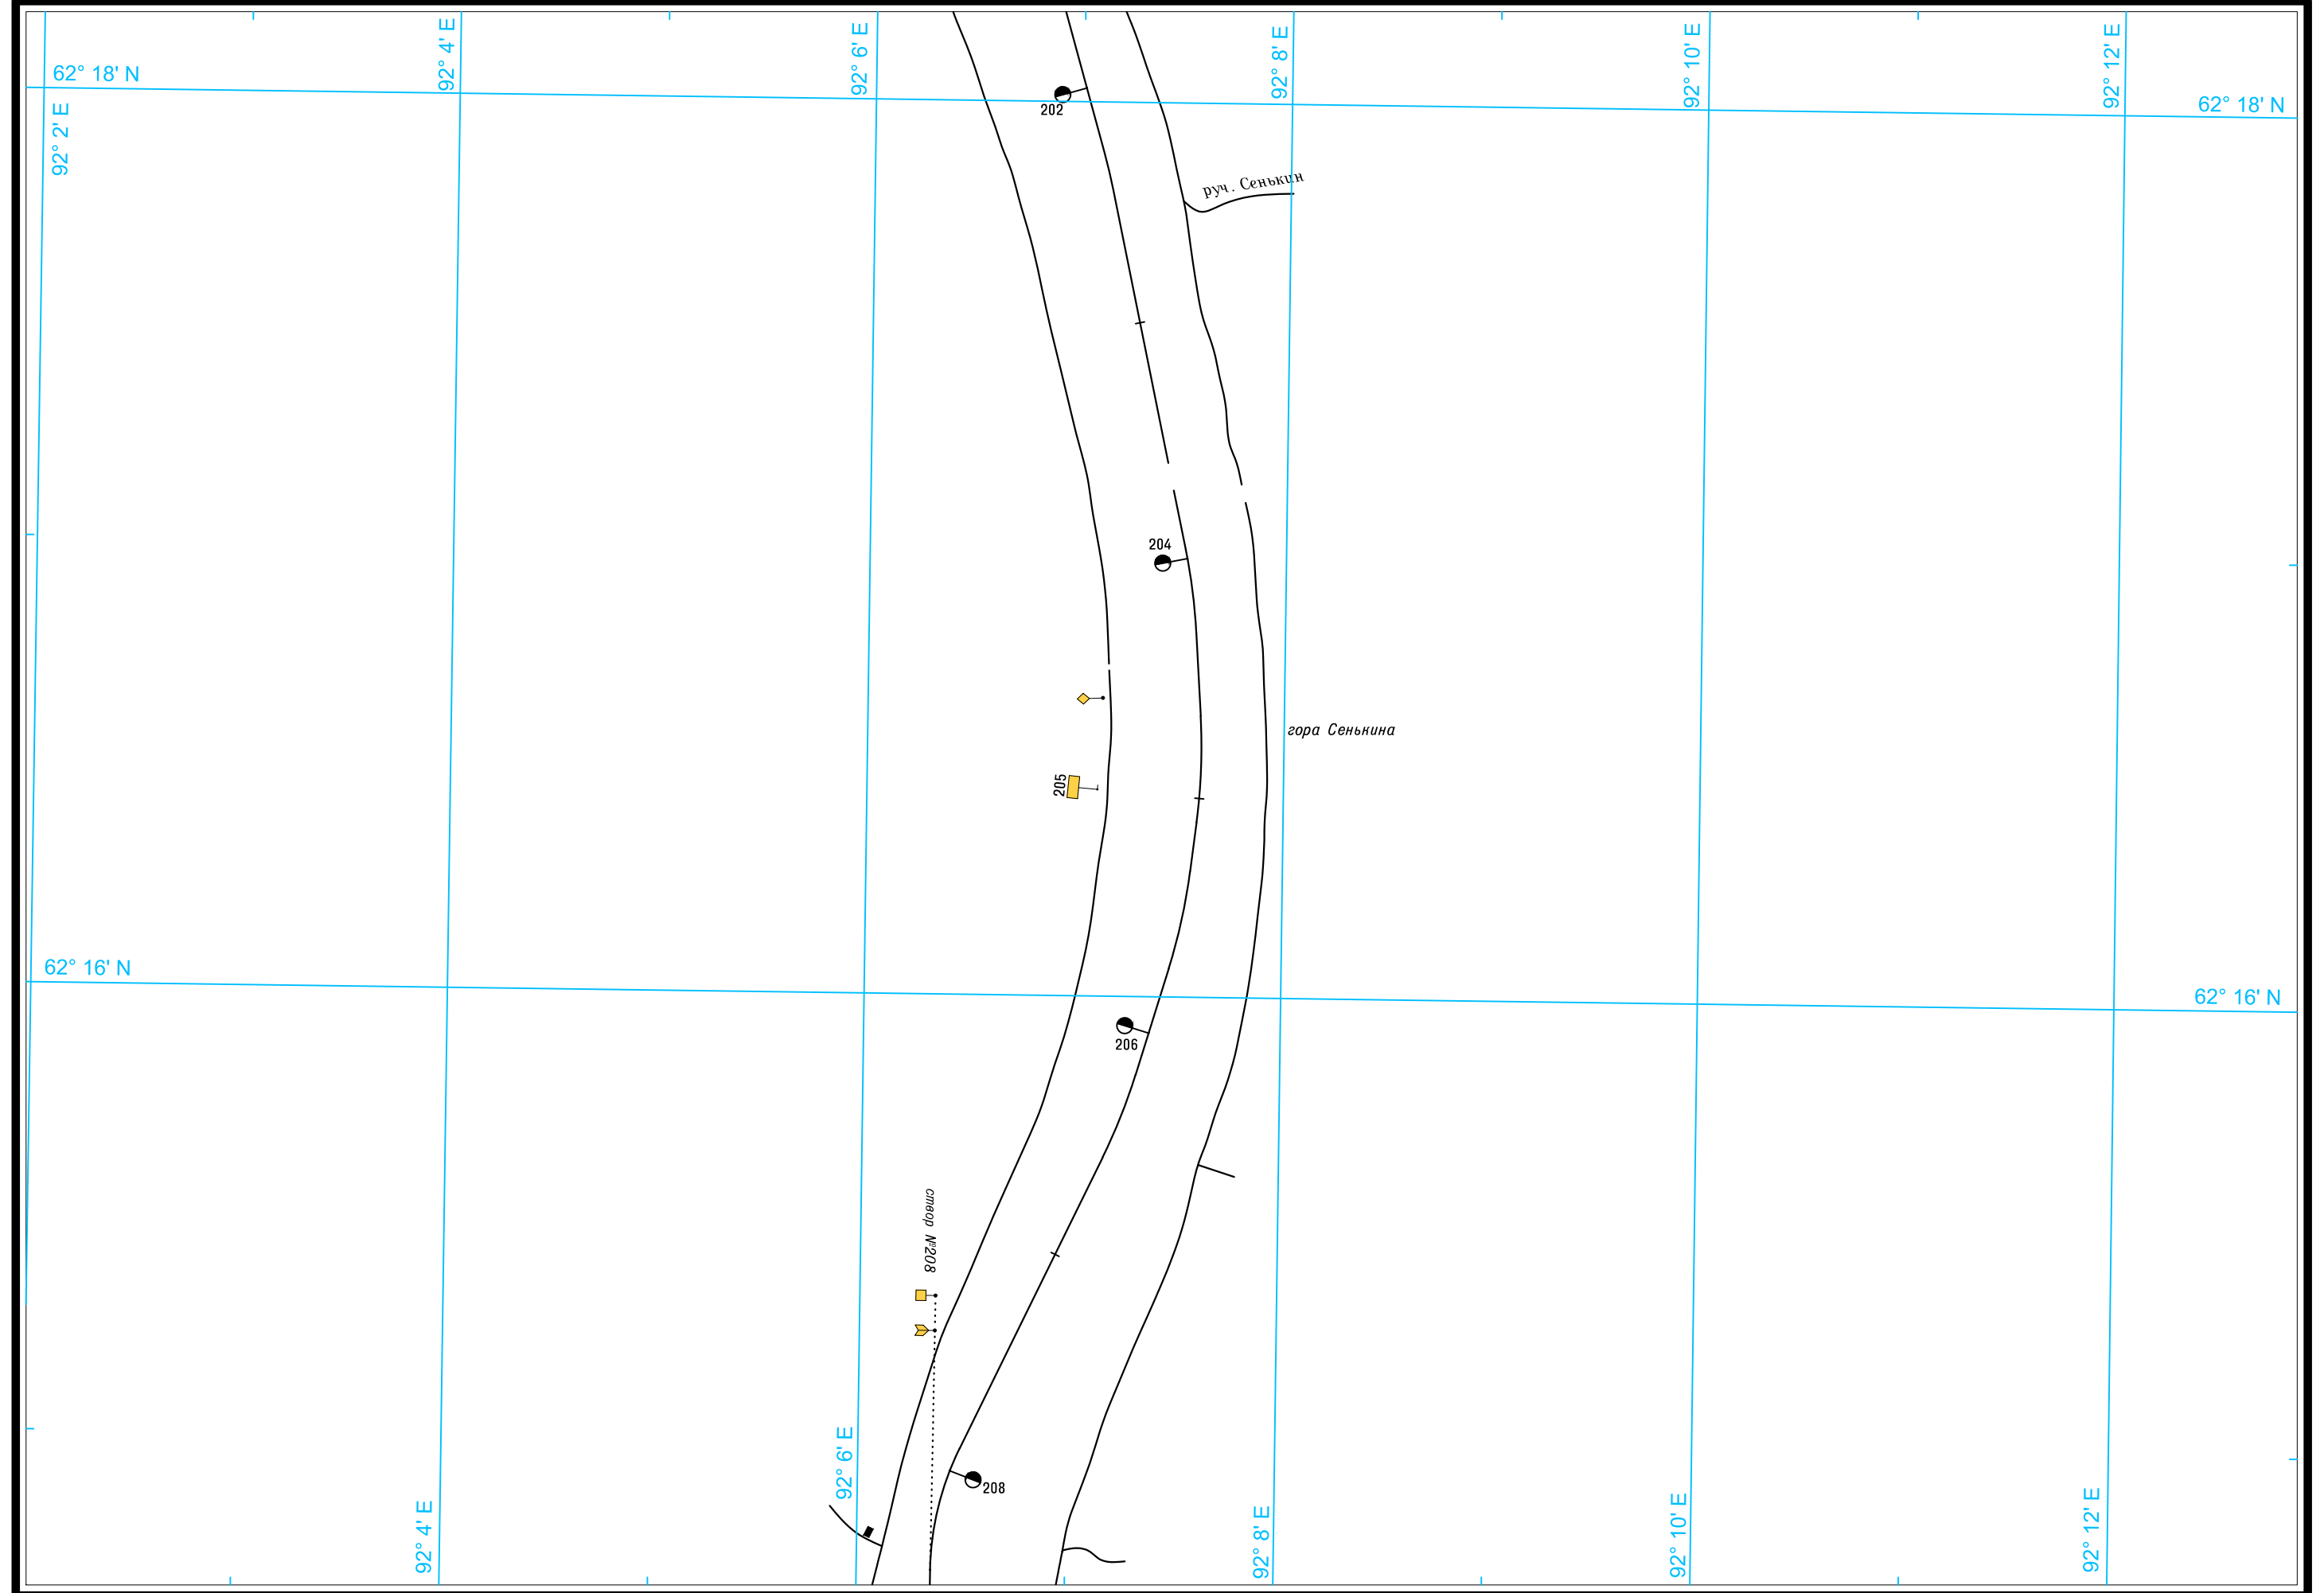 92° 4' E
92° 6' E
92° 8' E
92° 10' E
92° 12' E
62° 18' N
62° 18' N
92° 2' E
202
руч. Сенькин
204
гора Сенькина
205
62° 16' N
62° 16' N
206
створ №208
208
92° 4' E
92° 6' E
92° 8' E
92° 10' E
92° 12' E